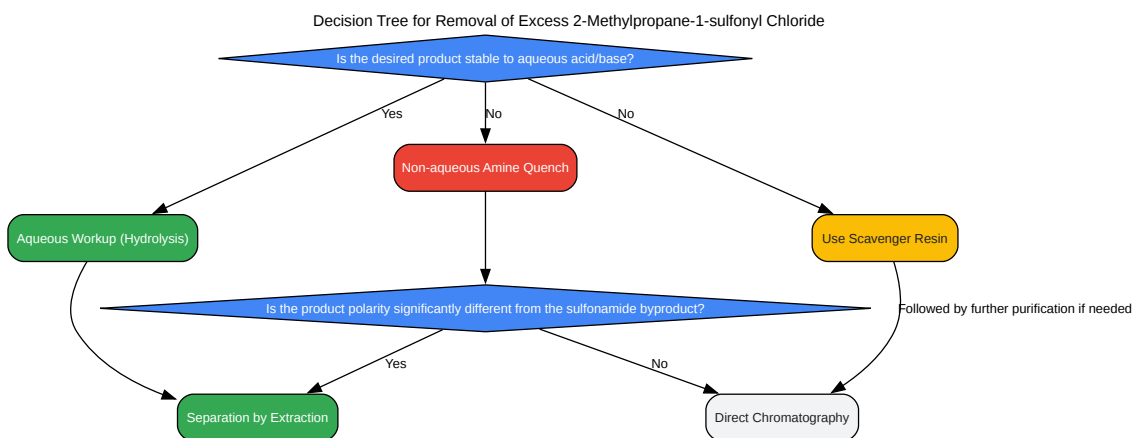 Decision Tree for Removal of Excess 2-Methylpropane-1-sulfonyl Chloride
Is the desired product stable to aqueous acid/base?
Yes
No
No
Non-aqueous Amine Quench
Aqueous Workup (Hydrolysis)
Use Scavenger Resin
Is the product polarity significantly different from the sulfonamide byproduct?
Followed by further purification if needed
Yes
No
Separation by Extraction
Direct Chromatography